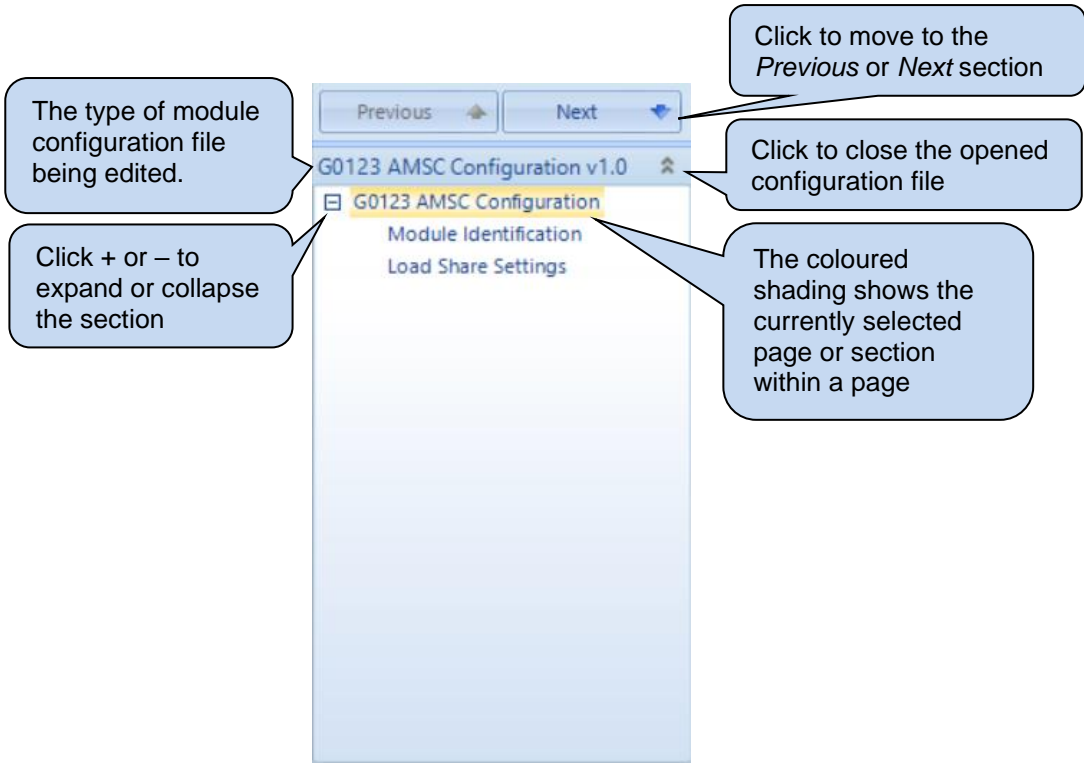 Click to move to the
Previous or Next section
The type of module
configuration file
being edited.
Previous
Next
Click to close the opened
configuration file
G0123 AMSC Configuration v1.0
G0123 AMSC Configuration
Module Identification
Load Share Settings
Click + or – to
expand or collapse
the section
The coloured
shading shows the
currently selected
page or section
within a page